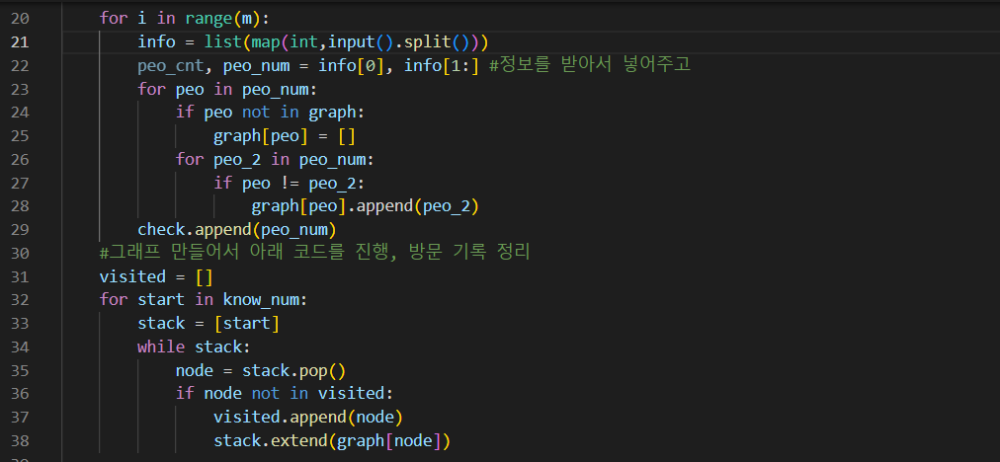 20 for i in range(m):
21 info = list(map(int,input().split()))
22 peo_cnt, peo_num = info[0], info[1:] #정보를 받아서 넣어주고
23 for peo in peo_num:
24 if peo not in graph:
25 graph[peo] = []
26 for peo_2 in peo_num:
27 if peo != peo_2:
28 graph[peo].append(peo_2)
29 check.append(peo_num)
30 #그래프 만들어서 아래 코드를 진행, 방문 기록 정리
31 visited = []
32 for start in know_num:
33 stack = [start]
34 while stack:
35 node = stack.pop()
36 if node not in visited:
37 visited.append(node)
38 stack.extend(graph[node])